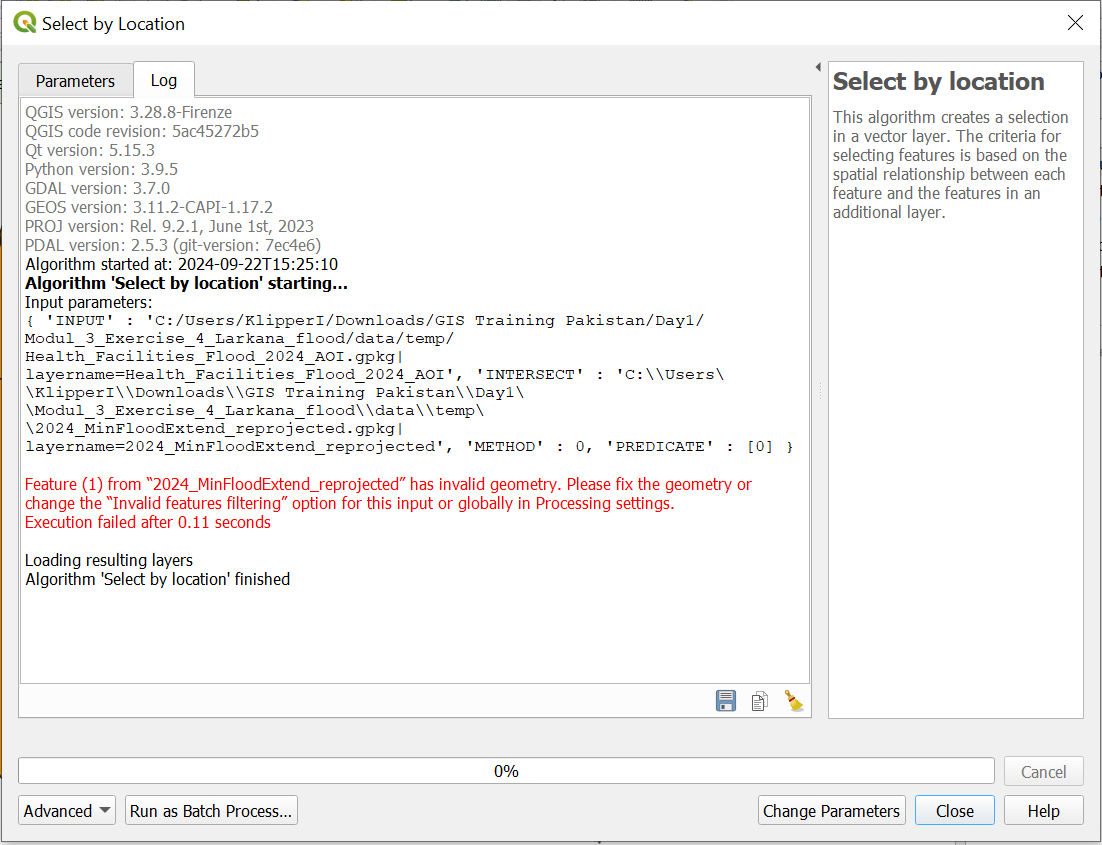 Select by Location
Parameters
Log
QGIS version: 3.28.8-Firenze
QGIS code revision: 5ac45272b5
Qt version: 5.15.3
Python version: 3.9.5
GDAL version: 3.7.0
GEOS version: 3.11.2-CAPI-1.17.2
PROJ version: Rel. 9.2.1, June 1st, 2023
PDAL version: 2.5.3 (git-version: 7ec4e6)
Algorithm started at: 2024-09-22T15:25:10
Algorithm 'Select by location' starting...
Input parameters:
{ 'INPUT' : 'C:/Users/KlipperI/Downloads/GIS Training Pakistan/Day1/
Modul_3_Exercise_4_Larkana_flood/data/temp/
Health_Facilities_Flood_2024_AOI.gpkg|
layername=Health_Facilities_Flood_2024_AOI', 'INTERSECT' : 'C:\\Users\
\KlipperI\\Downloads\\GIS Training Pakistan\\Day1\
\Modul_3_Exercise_4_Larkana_flood\\data\\temp\
\2024_MinFloodExtend_reprojected.gpkg|
layername=2024_MinFloodExtend_reprojected', 'METHOD' : 0, 'PREDICATE' : [0] }
Feature (1) from “2024_MinFloodExtend_reprojected” has invalid geometry. Please fix the geometry or
change the “Invalid features filtering” option for this input or globally in Processing settings.
Execution failed after 0.11 seconds
Loading resulting layers
Algorithm 'Select by location' finished
Select by location
This algorithm creates a selection
in a vector layer. The criteria for
selecting features is based on the
spatial relationship between each
feature and the features in an
additional layer.
0%
Cancel
Advanced
Run as Batch Process...
Change Parameters
Close
Help